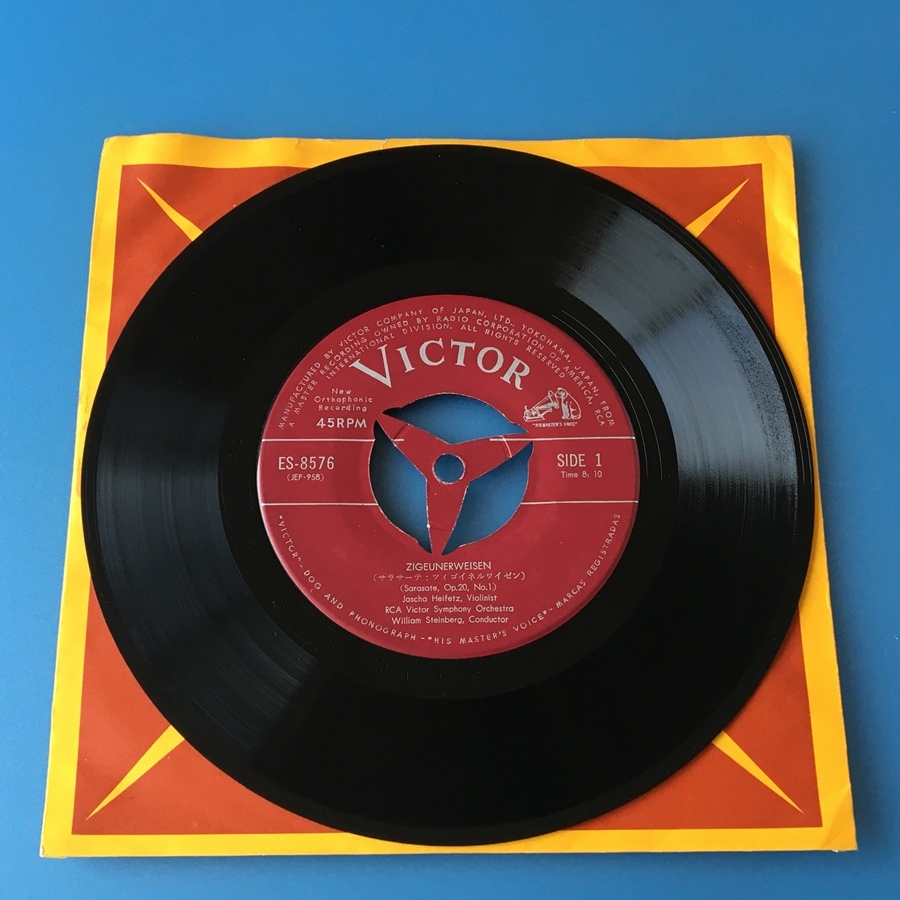 MANUFACTURED BY VICTOR COMPANY OF JAPAN, LTD., YOKOHAMA, JAPAN, FROM
A MASTER RECORDING OWNED BY RADIO CORPORATION OF AMERICA, RCA
INTERNATIONAL DIVISION, ALL RIGHTS RESERVED
VICTOR
New
Orthophonic
Recording
"HIS MASTER'S VOICE"
45RPM
ES-8576
(JEP-958)
SIDE 1
Time 8: 10
ZIGEUNERWEISEN
(サラサーテ：ツィゴイネルワイゼン)
(Sarasate, Op.20, No.1)
Jascha Heifetz, Violinist
RCA Victor Symphony Orchestra
William Steinberg, Conductor
"VICTOR"- DOG AND PHONOGRAPH -"HIS MASTER'S VOICE"- MARCAS REGISTRADAS